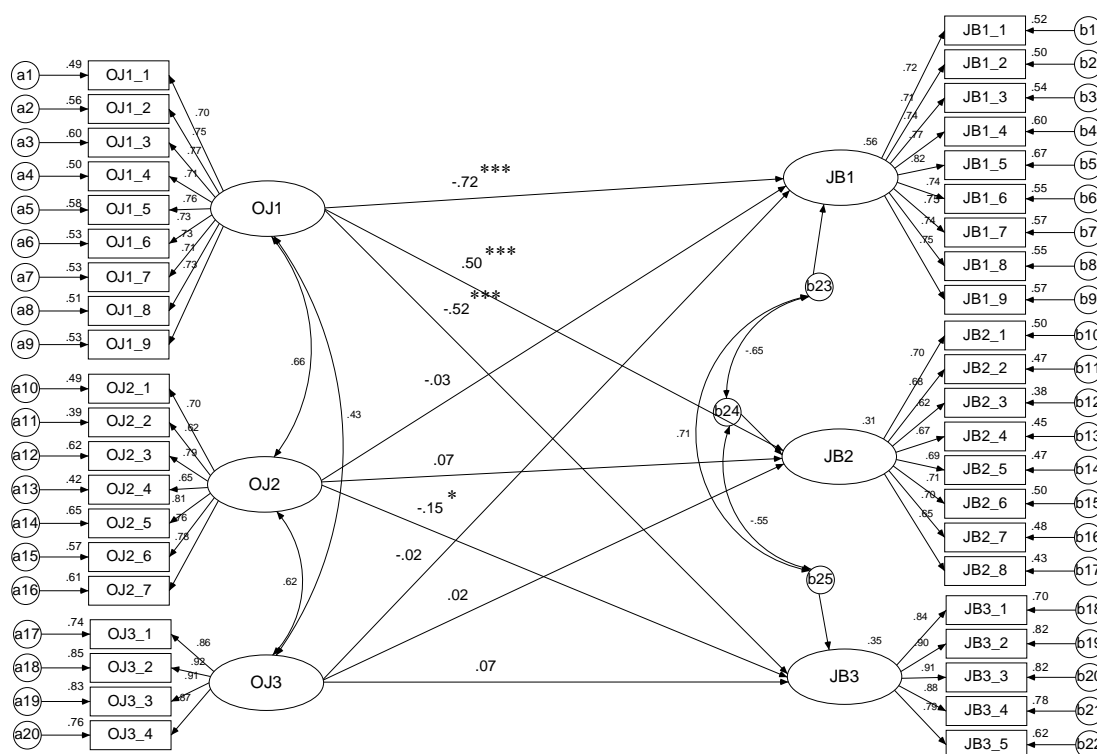 a1 .49 OJ1_1 .70
a2 .56 OJ1_2 .75
a3 .60 OJ1_3 .77
a4 .50 OJ1_4 .71
a5 .58 OJ1_5 .76
a6 .53 OJ1_6 .73
a7 .53 OJ1_7 .71
a8 .51 OJ1_8 .73
a9 .53 OJ1_9
OJ1
a10 .49 OJ2_1 .70
a11 .39 OJ2_2 .62
a12 .62 OJ2_3 .79
a13 .42 OJ2_4 .65
a14 .65 OJ2_5 .81
a15 .57 OJ2_6 .76
a16 .61 OJ2_7 .78
OJ2
a17 .74 OJ3_1 .86
a18 .85 OJ3_2 .92
a19 .83 OJ3_3 .91
a20 .76 OJ3_4 .87
OJ3
.66
.43
.62
-.72***
.50***
-.52***
-.03
.07
-.15*
-.02
.02
.07
b23
-.65
b24
.71
-.55
b25
.56
JB1
.72 JB1_1 .52 b1
.71 JB1_2 .50 b2
.74 JB1_3 .54 b3
.77 JB1_4 .60 b4
.82 JB1_5 .67 b5
.74 JB1_6 .55 b6
.75 JB1_7 .57 b7
.74 JB1_8 .55 b8
.75 JB1_9 .57 b9
.31
JB2
.70 JB2_1 .50 b10
.68 JB2_2 .47 b11
.62 JB2_3 .38 b12
.67 JB2_4 .45 b13
.69 JB2_5 .47 b14
.71 JB2_6 .50 b15
.70 JB2_7 .48 b16
.65 JB2_8 .43 b17
.35
JB3
.84 JB3_1 .70 b18
.90 JB3_2 .82 b19
.91 JB3_3 .82 b20
.88 JB3_4 .78 b21
.79 JB3_5 .62 b22